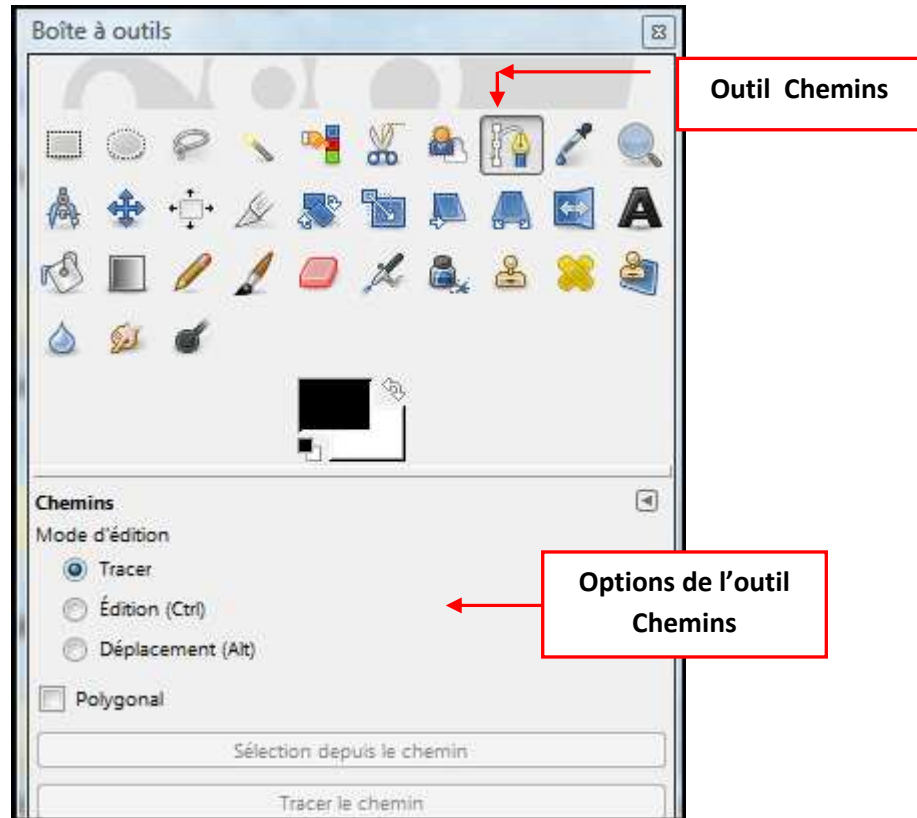 Boîte à outils
Outil Chemins
Chemins
Mode d'édition
Tracer
Édition (Ctrl)
Déplacement (Alt)
Options de l’outil
Chemins
Polygonal
Sélection depuis le chemin
Tracer le chemin